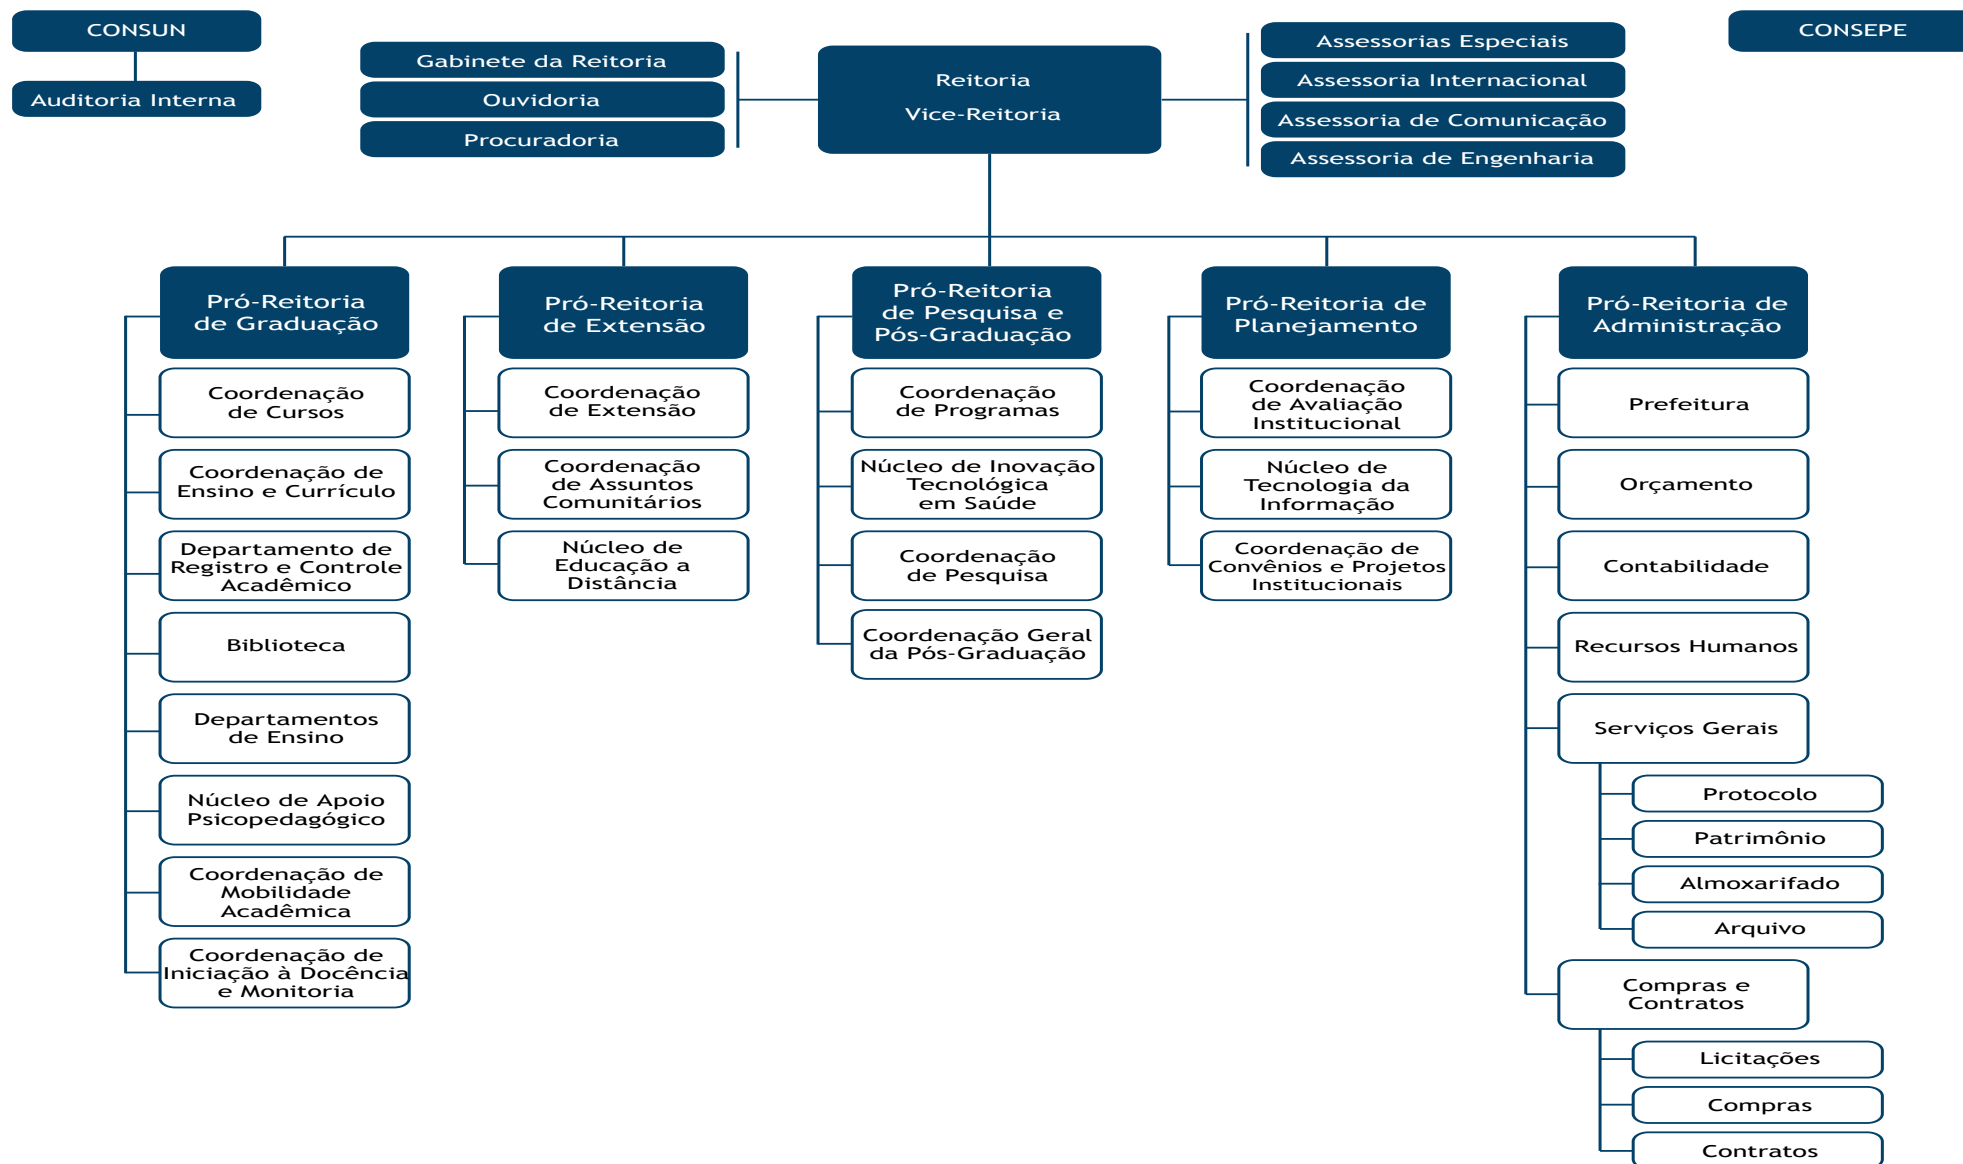 CONSUN
Auditoria Interna
Gabinete da Reitoria
Ouvidoria
Procuradoria
Reitoria
Vice-Reitoria
Assessorias Especiais
Assessoria Internacional
Assessoria de Comunicação
Assessoria de Engenharia
CONSEPE
Pró-Reitoria
de Graduação
Coordenação
de Cursos
Coordenação de
Ensino e Currículo
Departamento de
Registro e Controle
Acadêmico
Biblioteca
Departamentos
de Ensino
Núcleo de Apoio
Psicopedagógico
Coordenação de
Mobilidade
Acadêmica
Coordenação de
Iniciação à Docência
e Monitoria
Pró-Reitoria
de Extensão
Coordenação
de Extensão
Coordenação
de Assuntos
Comunitários
Núcleo de
Educação a
Distância
Pró-Reitoria
de Pesquisa e
Pós-Graduação
Coordenação
de Programas
Núcleo de Inovação
Tecnológica
em Saúde
Coordenação
de Pesquisa
Coordenação Geral
da Pós-Graduação
Pró-Reitoria de
Planejamento
Coordenação
de Avaliação
Institucional
Núcleo de
Tecnologia da
Informação
Coordenação de
Convênios e Projetos
Institucionais
Pró-Reitoria de
Administração
Prefeitura
Orçamento
Contabilidade
Recursos Humanos
Serviços Gerais
Protocolo
Patrimônio
Almoxarifado
Arquivo
Compras e
Contratos
Licitações
Compras
Contratos